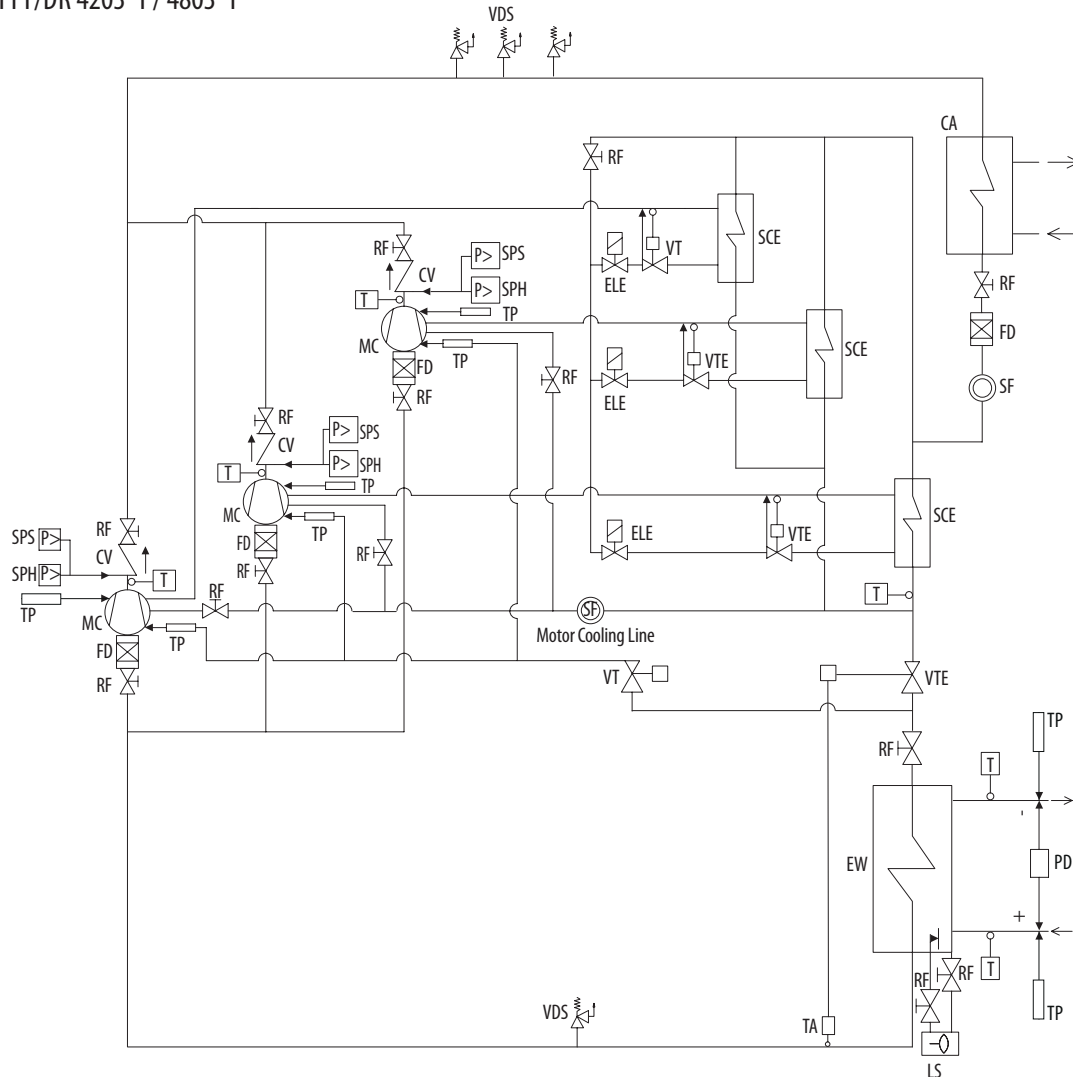 4205 T / 4805 T
VDS
CA
RF
SCE
RF
SPS
P>
VT
CV
ELE
SPH
P>
RF
T
TP
FD
MC
SCE
TP
FD
VTE
SF
RF
RF
ELE
RF
SPS
P>
CV
SPH
P>
T
TP
SCE
MC
RF
ELE
VTE
SPS
P>
CV
TP
FD
RF
SPH
P>
T
RF
RF
T
TP
MC
SF
TP
Motor Cooling Line
FD
VT
VTE
RF
TP
RF
T
-
EW
PD
+
T
RF
RF
VDS
TA
TP
LS